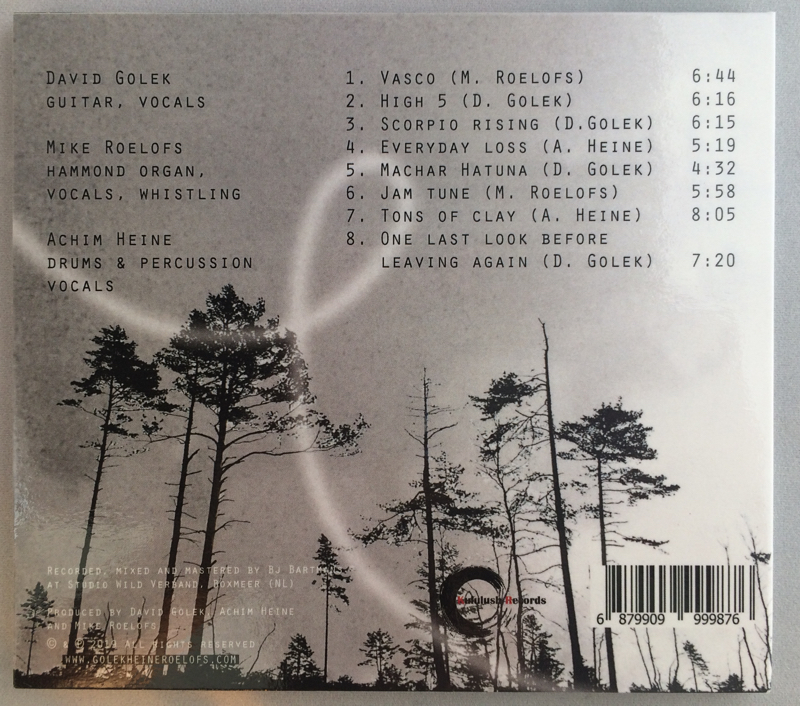 DAVID GOLEK
GUITAR, VOCALS
MIKE ROELOFS
HAMMOND ORGAN,
VOCALS, WHISTLING
ACHIM HEINE
DRUMS & PERCUSSION
VOCALS
1. VASCO (M. ROELOFS) 6:44
2. HIGH 5 (D. GOLEK) 6:16
3. SCORPIO RISING (D.GOLEK) 6:15
4. EVERYDAY LOSS (A. HEINE) 5:19
5. MACHAR HATUNA (D. GOLEK) 4:32
6. JAM TUNE (M. ROELOFS) 5:58
7. TONS OF CLAY (A. HEINE) 8:05
8. ONE LAST LOOK BEFORE
LEAVING AGAIN (D. GOLEK) 7:20
RECORDED, MIXED AND MASTERED BY BJ
AT STUDIO WILD VERBAND, BOXMEER (NL)
PRODUCED BY DAVID GOLEK, ACHIM HEINE
AND MIKE ROELOFS
© & ALL RIGHTS RESERVED
WWW.GOLEKHEINEROELOFS.COM
Records
6 879909 999876